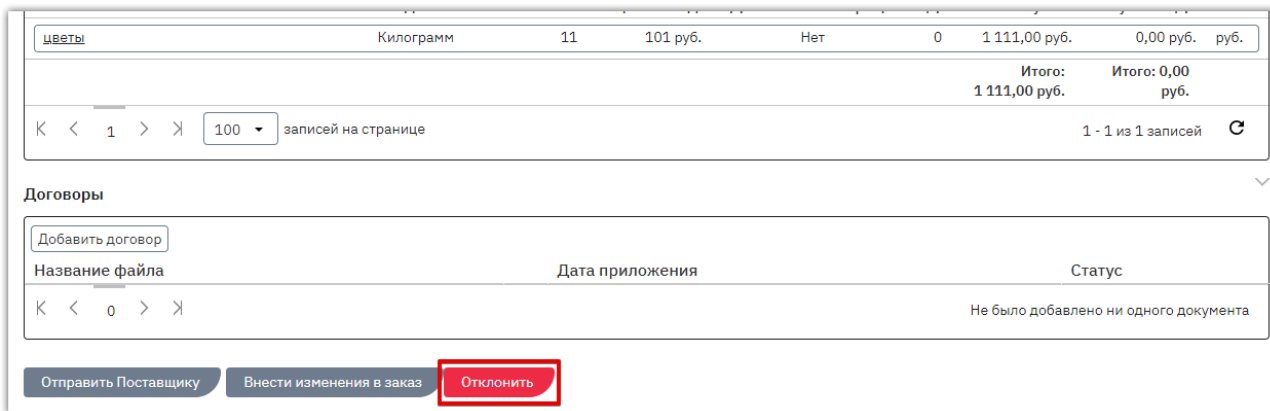 цветы Килограмм 11 101 руб. Нет 0 1 111,00 руб. 0,00 руб. руб.
Итого: Итого: 0,00
1 111,00 руб. руб.
1 100 записей на странице 1 - 1 из 1 записей
Договоры
Добавить договор
Название файла Дата приложения Статус
0 Не было добавлено ни одного документа
Отправить Поставщику Внести изменения в заказ Отклонить